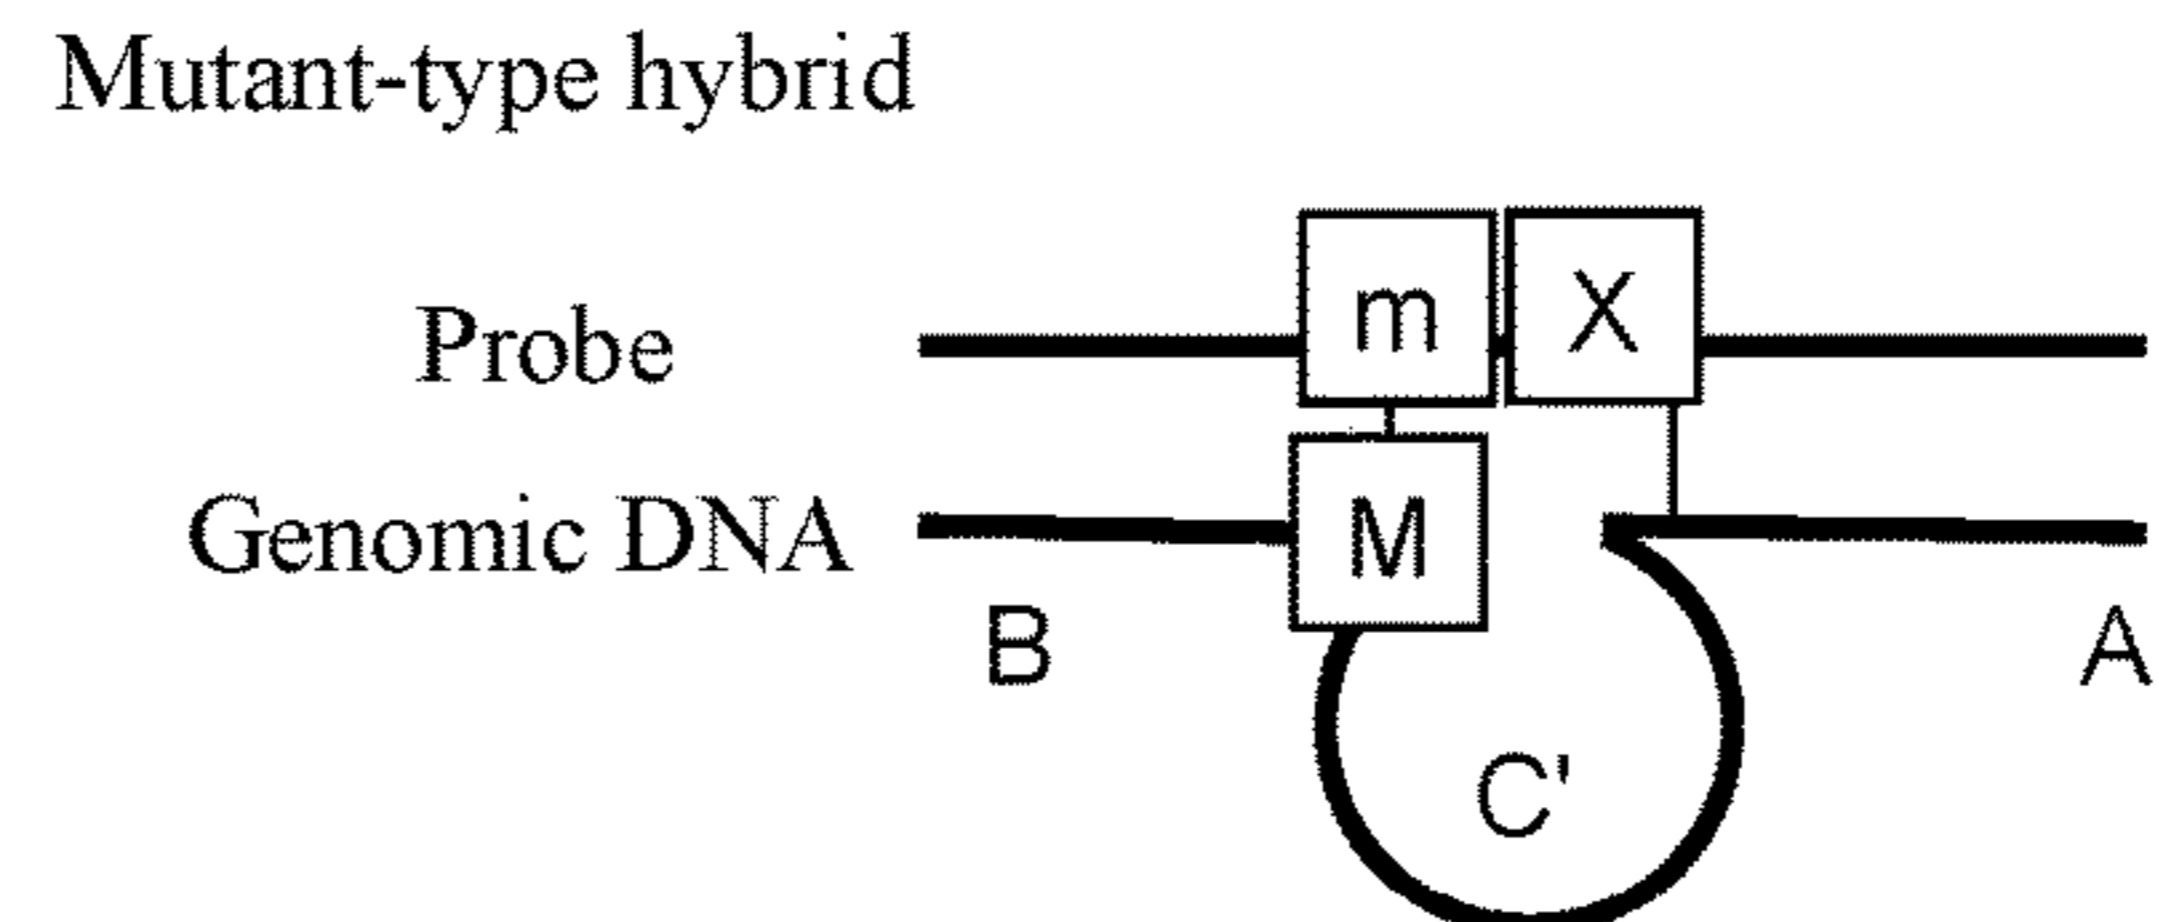 Mutant-type hybrid
m X
Probe
M
Genomic DNA
B A
C'